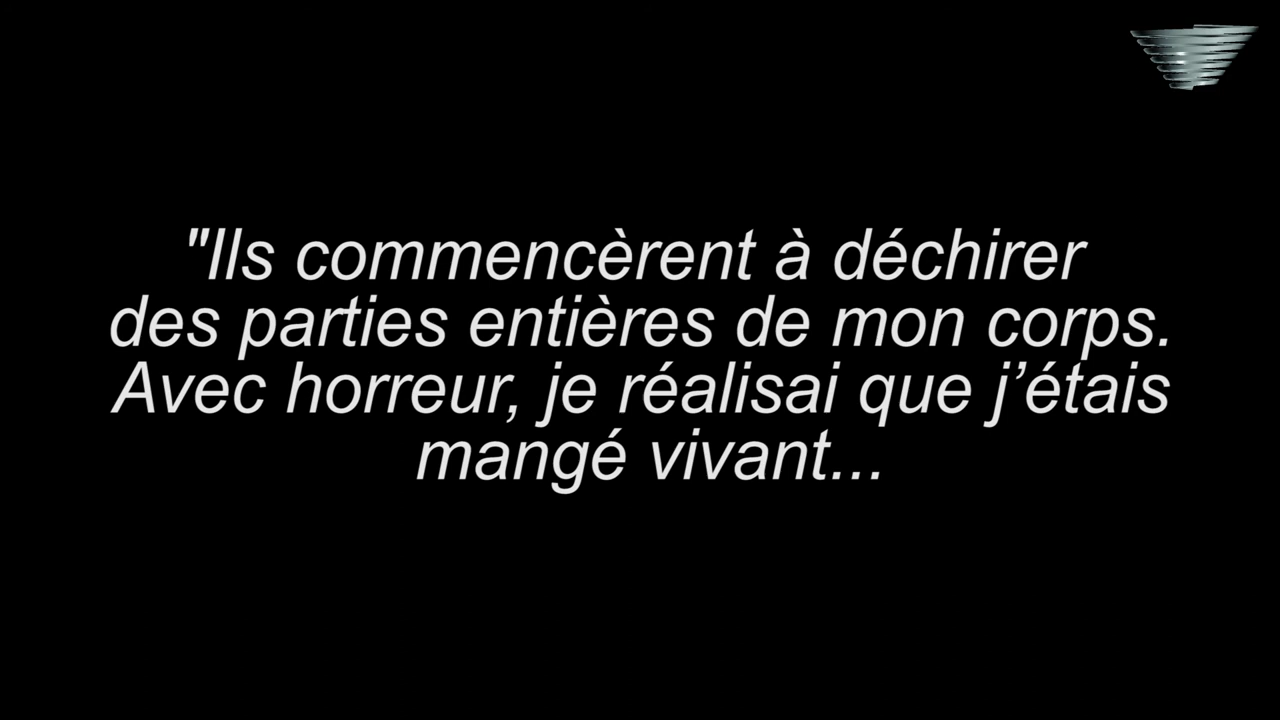 "Ils commencèrent à déchirer
des parties entières de mon corps.
Avec horreur, je réalisai que j’étais
mangé vivant...